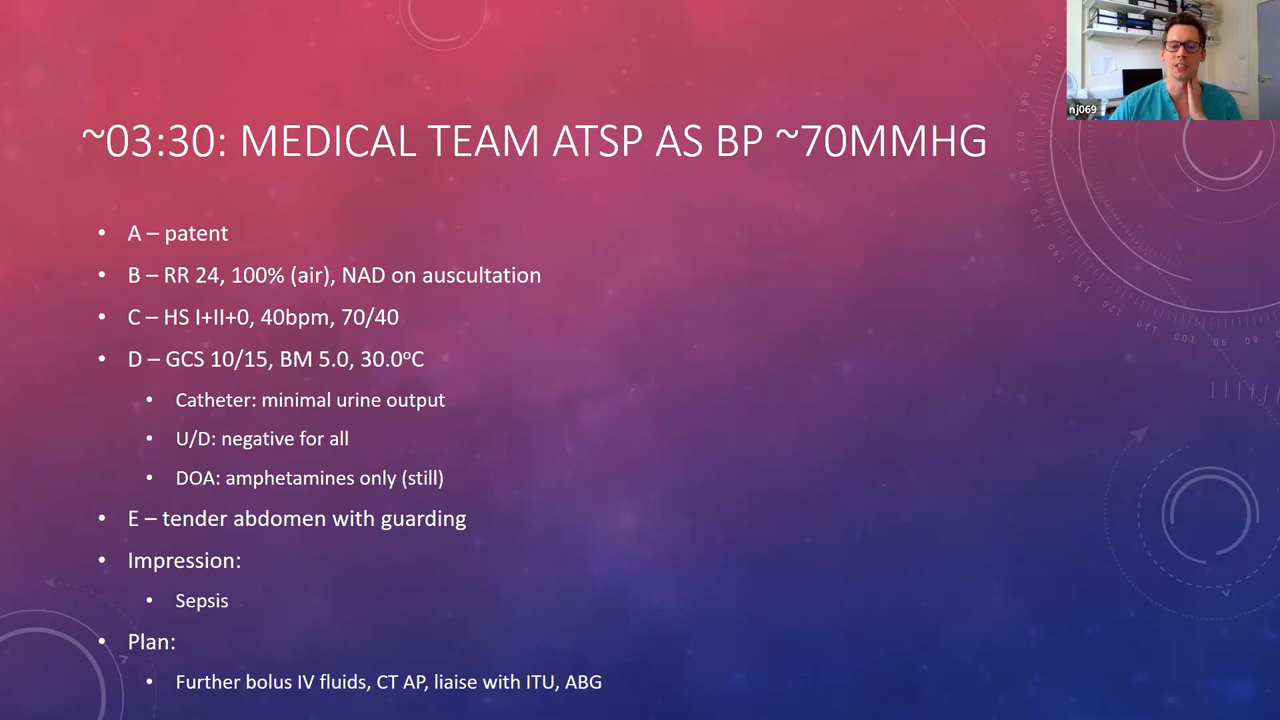 ~03:30: MEDICAL TEAM ATSP AS BP ~70MMHG
nj069
• A – patent
• B – RR 24, 100% (air), NAD on auscultation
• C – HS I+II+0, 40bpm, 70/40
• D – GCS 10/15, BM 5.0, 30.0ºC
• Catheter: minimal urine output
• U/D: negative for all
• DOA: amphetamines only (still)
• E – tender abdomen with guarding
• Impression:
• Sepsis
• Plan:
• Further bolus IV fluids, CT AP, liaise with ITU, ABG